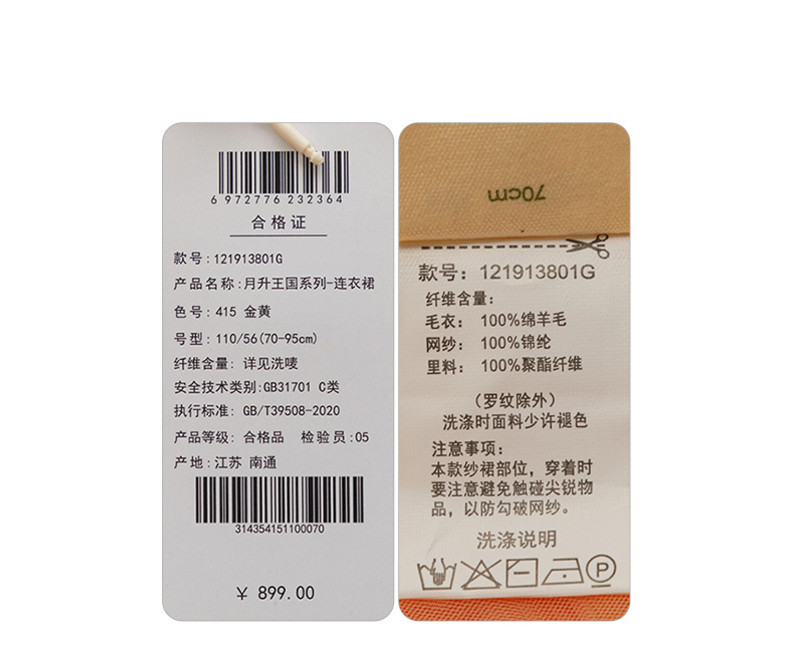 6 972776 232364
合格证
款号:121913801G
产品名称:月升王国系列-连衣裙
色号:415 金黄
号型:110/56(70-95cm)
纤维含量: 详见洗唛
安全技术类别:GB31701 C类
执行标准: GB/T39508-2020
产品等级: 合格品 检验员:05
产地:江苏 南通
314354151100070
¥ 899.00
70cm
款号: 121913801G
纤维含量:
毛衣: 100%绵羊毛
网纱: 100%锦纶
里料: 100%聚酯纤维
(罗纹除外)
洗涤时面料少许褪色
注意事项:
本款纱裙部位，穿着时
要注意避免触碰尖锐物
品，以防勾破网纱。
洗涤说明
P